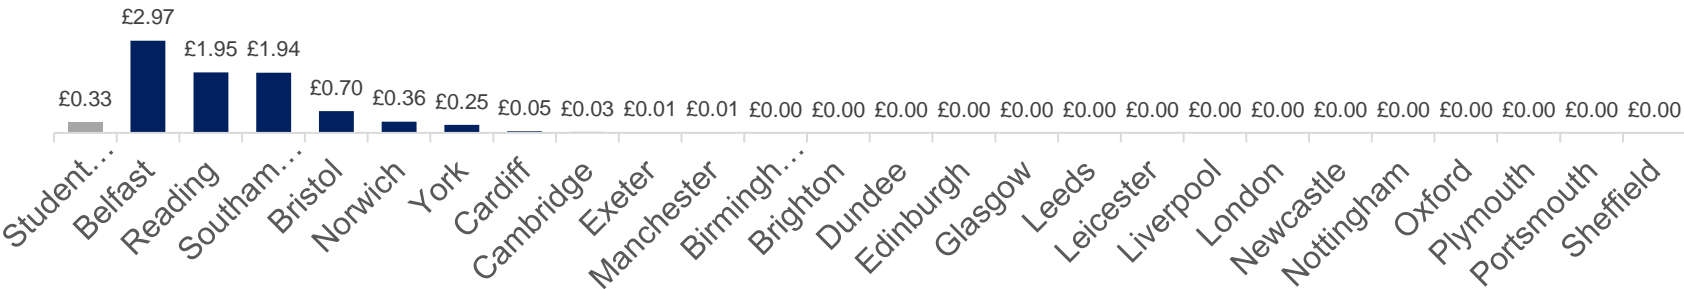 £0.33 £2.97 £1.95 £1.94 £0.70 £0.36 £0.25 £0.05 £0.03 £0.01 £0.01 £0.00 £0.00 £0.00 £0.00 £0.00 £0.00 £0.00 £0.00 £0.00 £0.00 £0.00 £0.00 £0.00 £0.00 £0.00
Student…
Belfast
Reading
Southam…
Bristol
Norwich
York
Cardiff
Cambridge
Exeter
Manchester
Birmingh…
Brighton
Dundee
Edinburgh
Glasgow
Leeds
Leicester
Liverpool
London
Newcastle
Nottingham
Oxford
Plymouth
Portsmouth
Sheffield